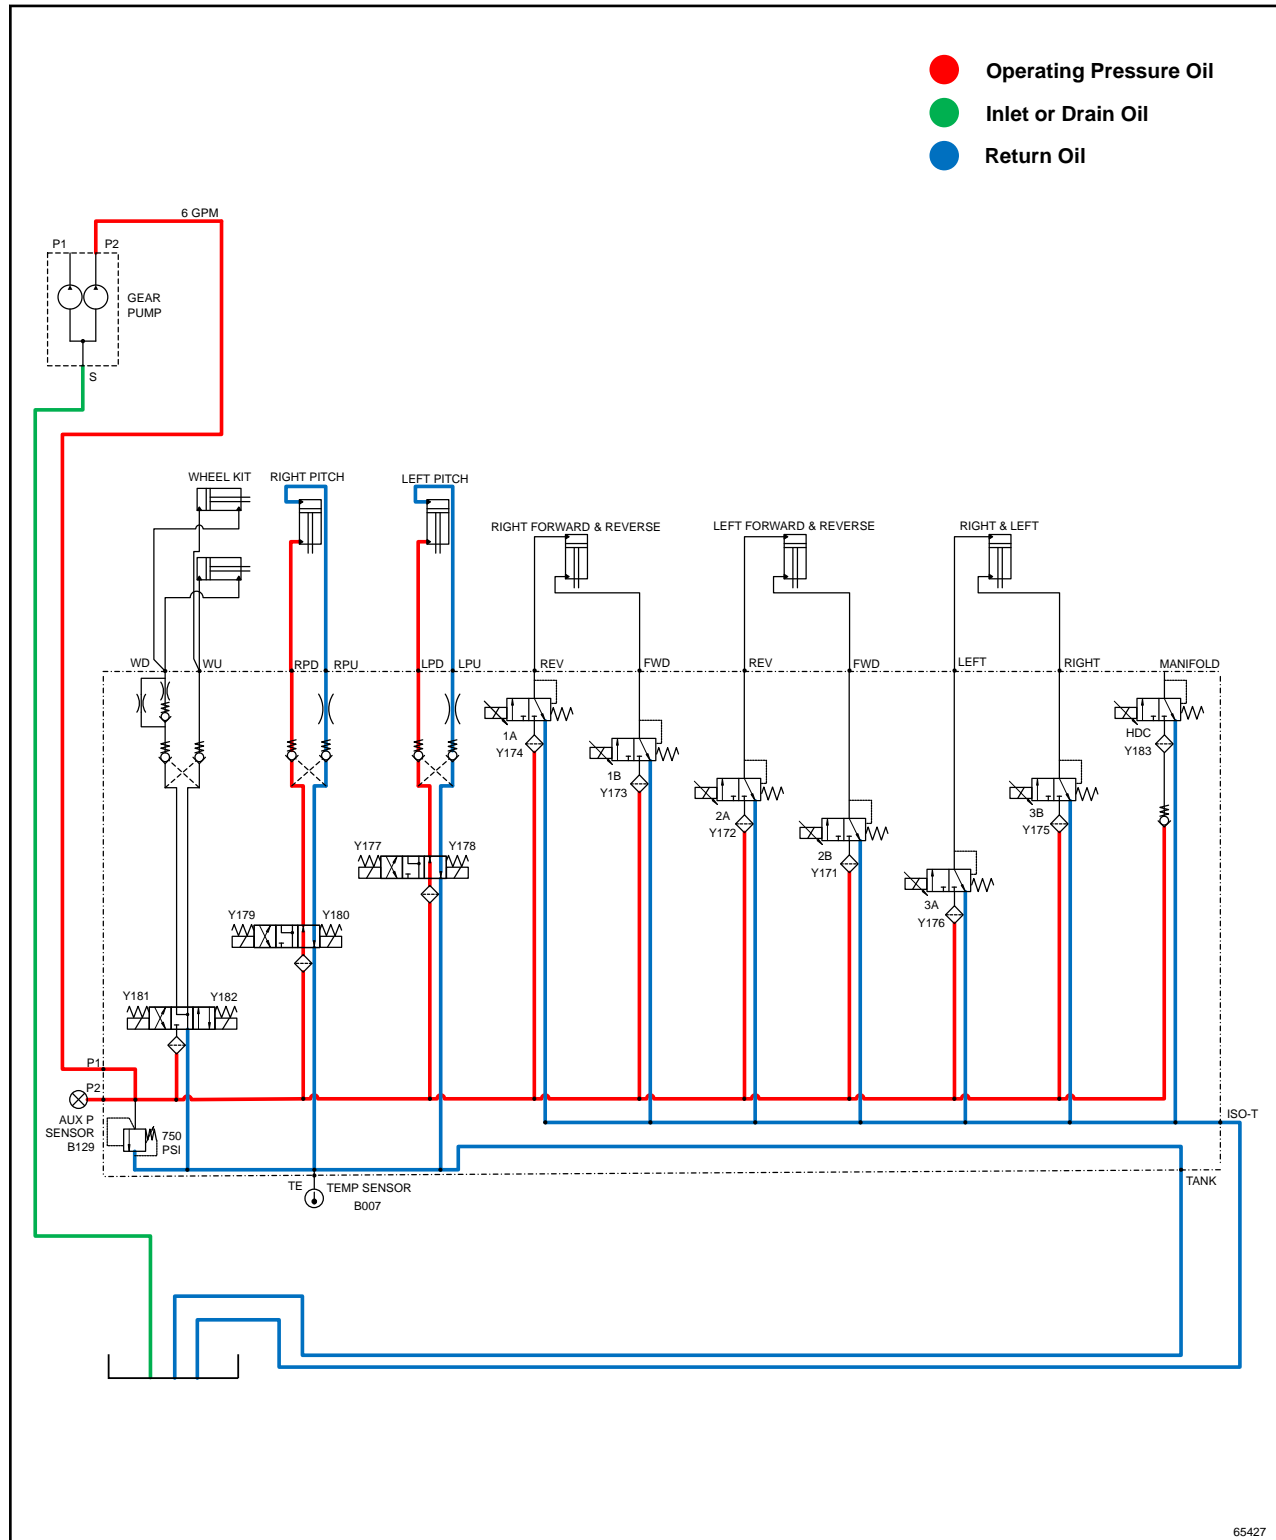 Operating Pressure Oil
Inlet or Drain Oil
Return Oil
6 GPM
P1
P2
GEAR
PUMP
S
WHEEL KIT
RIGHT PITCH
LEFT PITCH
RIGHT FORWARD & REVERSE
LEFT FORWARD & REVERSE
RIGHT & LEFT
WD
WU
RPD
RPU
LPD
LPU
REV
FWD
REV
FWD
LEFT
RIGHT
MANIFOLD
1A
Y174
1B
Y173
2A
Y172
2B
Y171
3A
Y176
3B
Y175
HDC
Y183
Y177
Y178
Y179
Y180
Y181
Y182
P1
P2
AUX P
SENSOR
B129
750
PSI
ISO-T
TE
TEMP SENSOR
B007
TANK
65427